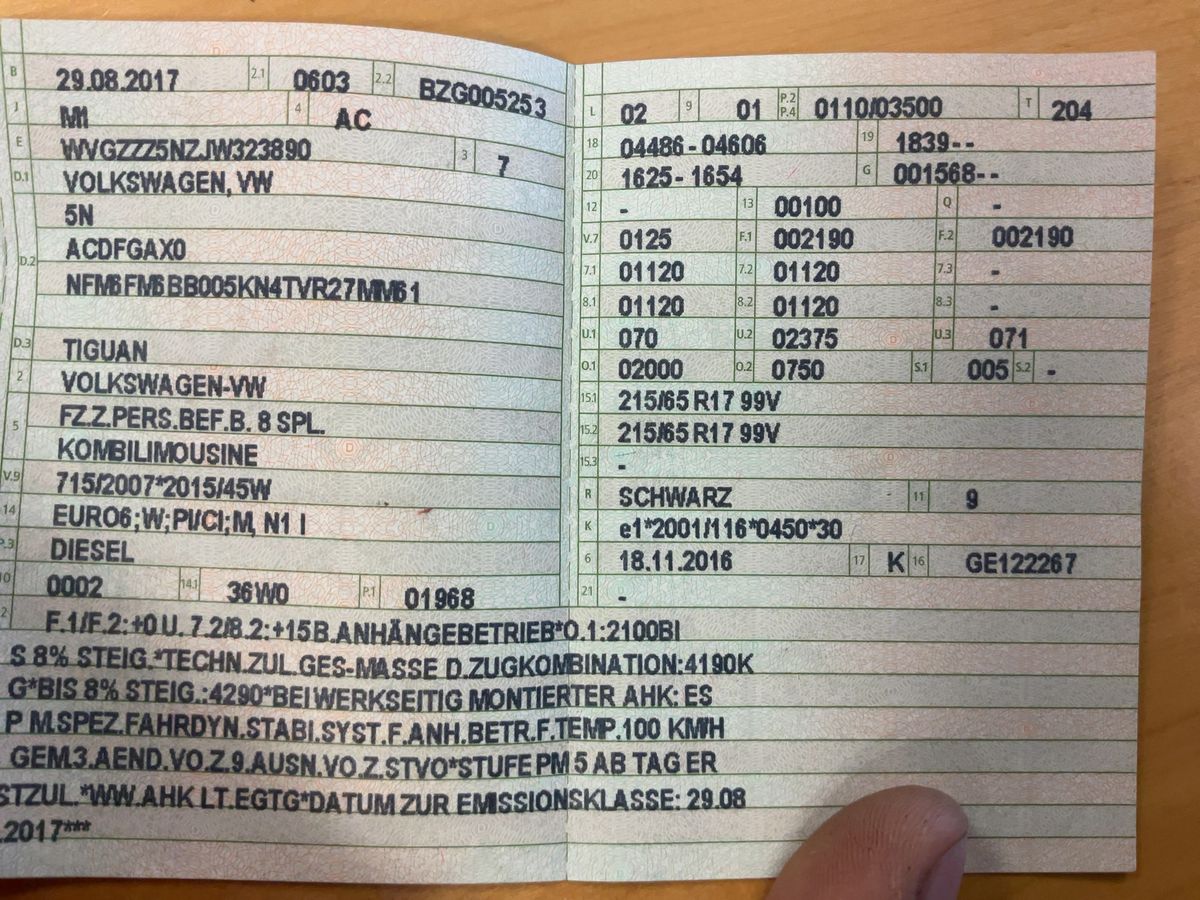 B 29.08.2017 2.1 0603 2.2 BZG005253
J M1 4 AC
E WVGZZZ5NZJW323890 3 7
D.1 VOLKSWAGEN, VW
5N
D.2 ACDFGAX0
NFM6FM6BB005KN4TVR27MM61
D.3 TIGUAN
2 VOLKSWAGEN-VW
5 FZ.Z.PERS.BEF.B. 8 SPL.
KOMBILIMOUSINE
V.9 715/2007*2015/45W
14 EURO6;W;PI/CI;M, N1 I
P.3 DIESEL
10 0002 14.1 36W0 P.1 01968
L 02 9 01 P.2 P.4 0110/03500 T 204
18 04486-04606 19 1839--
20 1625-1654 G 001568--
12 - 13 00100 Q -
V.7 0125 F.1 002190 F.2 002190
7.1 01120 7.2 01120 7.3 -
8.1 01120 8.2 01120 8.3 -
U.1 070 U.2 02375 U.3 071
O.1 02000 O.2 0750 S.1 005 S.2 -
15.1 215/65 R17 99V
15.2 215/65 R17 99V
15.3 -
R SCHWARZ 11 9
K e1*2001/116*0450*30
6 18.11.2016 17 K 16 GE122267
21 -
F.1/F.2:+0 U. 7.2/8.2:+15 B.ANHÄNGEBETRIEB*O.1:2100BI
S 8% STEIG.*TECHN.ZUL.GES-MASSE D.ZUGKOMBINATION:4190K
G*BIS 8% STEIG.:4290*BEI WERKSEITIG MONTIERTER AHK: ES
P M.SPEZ.FAHRDYN.STABI.SYST.F.ANH.BETR.F.TEMP.100 KM/H
GEM.3.AEND.VO.Z.9.AUSN.VO.Z.STVO*STUFE PM 5 AB TAG ER
STZUL.*WW.AHK LT.EGTG*DATUM ZUR EMISSIONSKLASSE: 29.08
.2017***